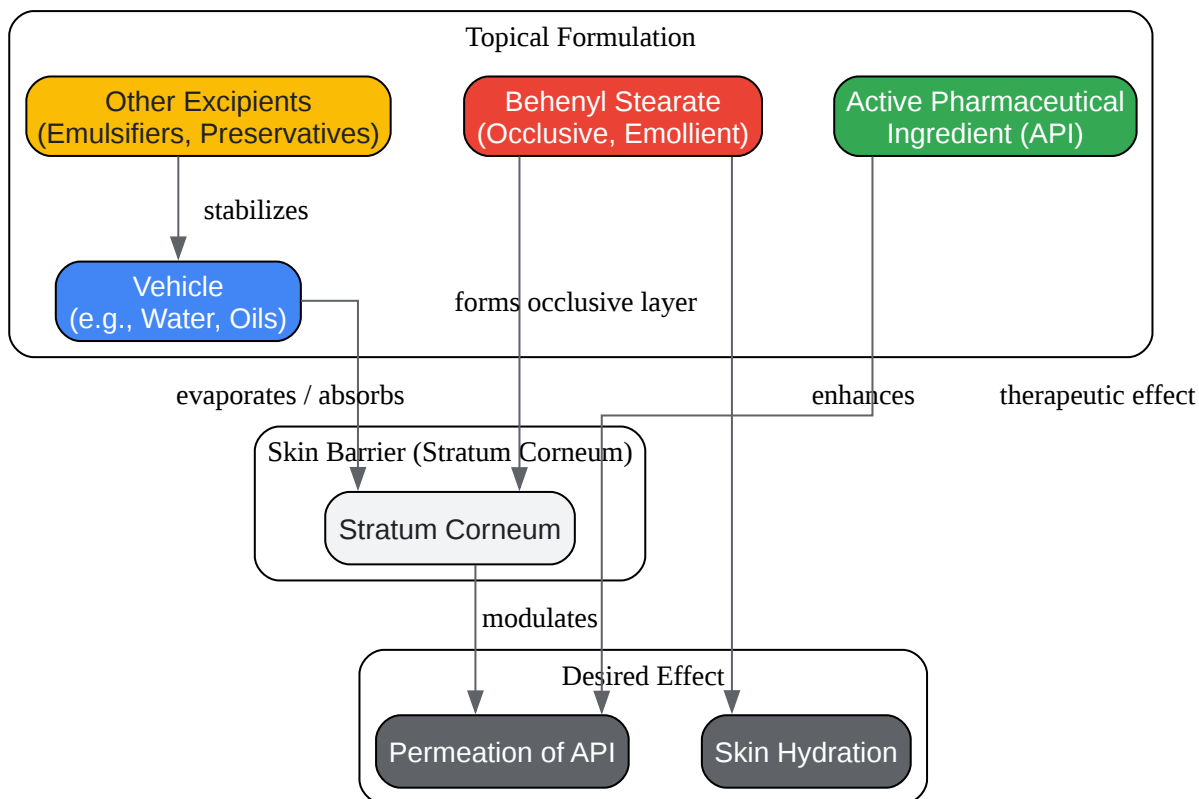 Topical Formulation
Other Excipients
(Emulsifiers, Preservatives)
Behenyl Stearate
(Occlusive, Emollient)
Active Pharmaceutical
Ingredient (API)
stabilizes
Vehicle
(e.g., Water, Oils)
forms occlusive layer
evaporates / absorbs
enhances
therapeutic effect
Skin Barrier (Stratum Corneum)
Stratum Corneum
modulates
Desired Effect
Permeation of API
Skin Hydration